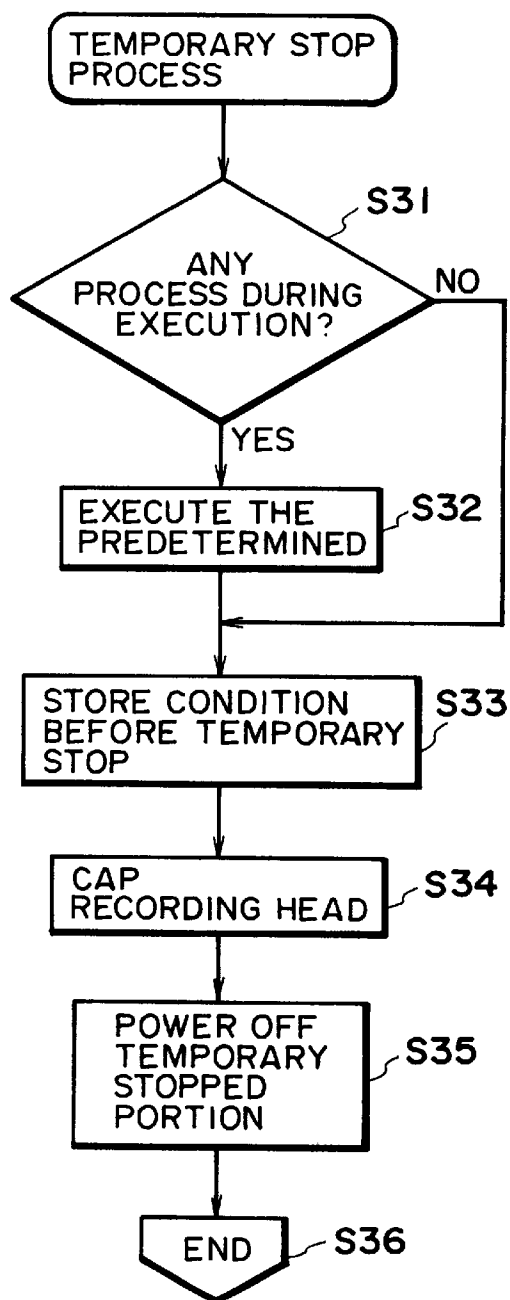 TEMPORARY STOP
PROCESS
S31
ANY
PROCESS DURING
EXECUTION?
NO
YES
EXECUTE THE
PREDETERMINED
S32
STORE CONDITION
BEFORE TEMPORARY
STOP
S33
CAP
RECORDING HEAD
S34
POWER OFF
TEMPORARY
STOPPED
PORTION
S35
END
S36